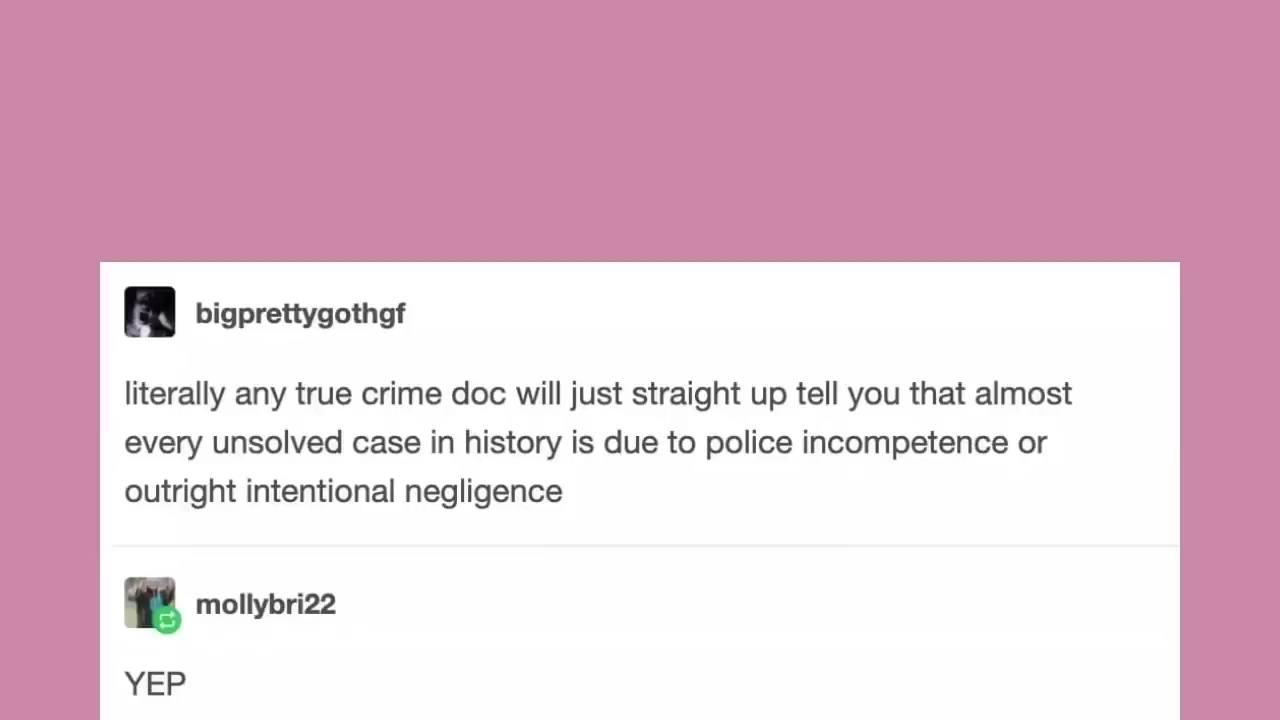 bigprettygothgf
literally any true crime doc will just straight up tell you that almost
every unsolved case in history is due to police incompetence or
outright intentional negligence
mollybri22
YEP